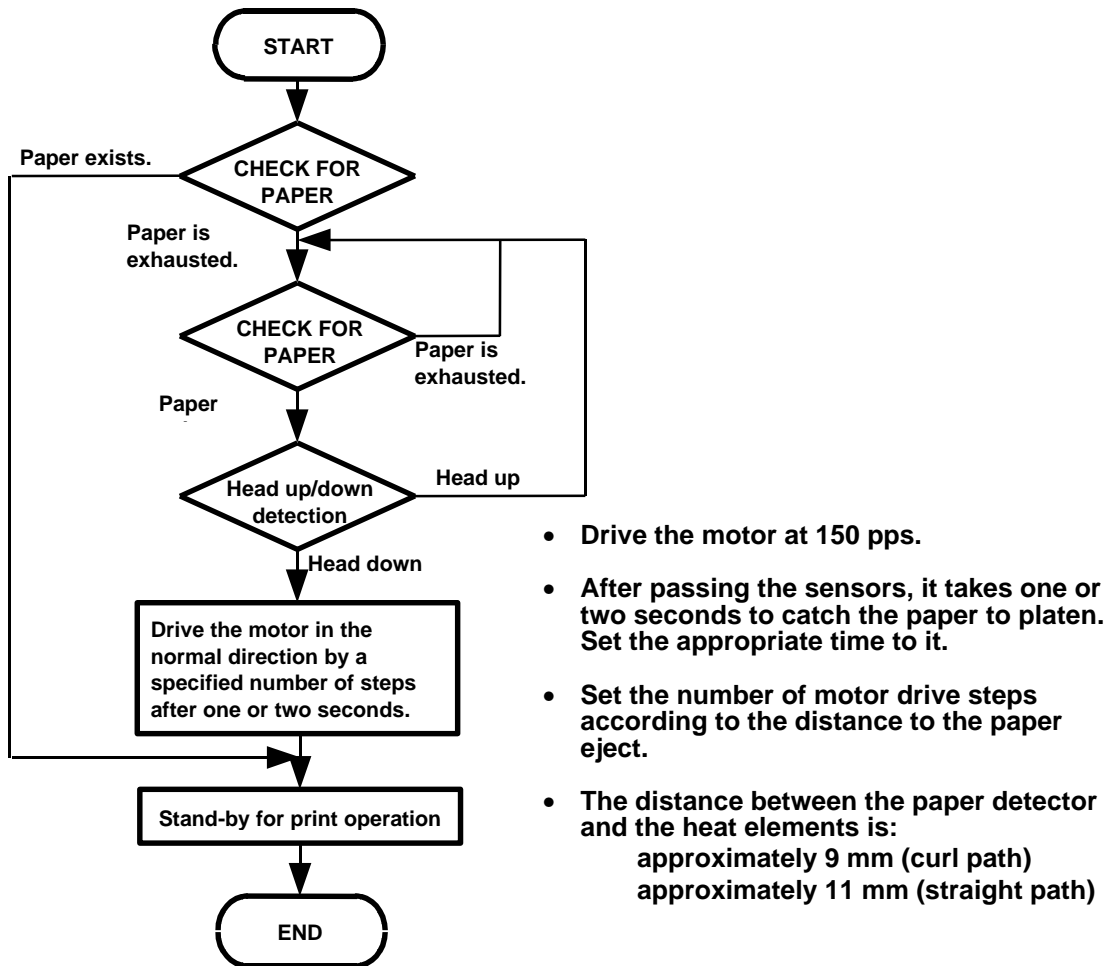 START
Paper exists.
CHECK FOR
PAPER
Paper is
exhausted.
CHECK FOR
PAPER
Paper is
exhausted.
Paper
Head up/down
detection
Head up
Head down
Drive the motor in the
normal direction by a
specified number of steps
after one or two seconds.
Stand-by for print operation
END
• Drive the motor at 150 pps.
• After passing the sensors, it takes one or
two seconds to catch the paper to platen.
Set the appropriate time to it.
• Set the number of motor drive steps
according to the distance to the paper
eject.
• The distance between the paper detector
and the heat elements is:
approximately 9 mm (curl path)
approximately 11 mm (straight path)